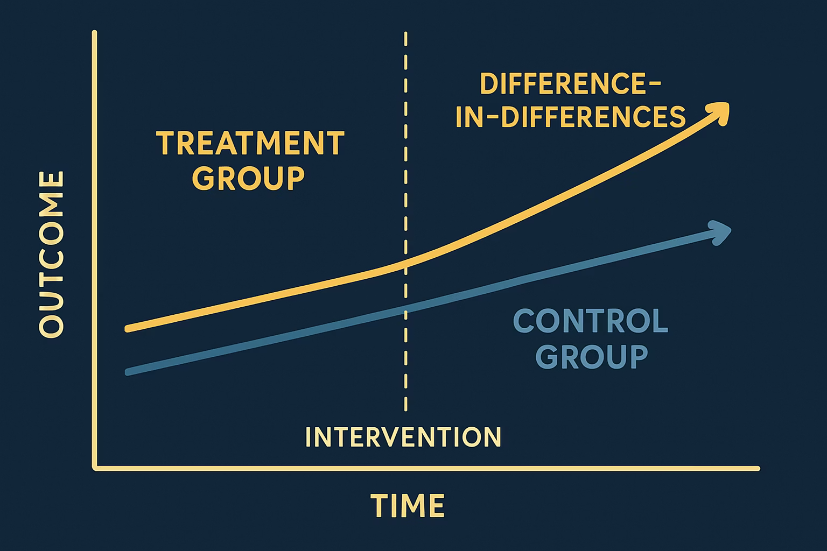 TREATMENT
GROUP
DIFFERENCE-
IN-DIFFERENCES
OUTCOME
CONTROL
GROUP
INTERVENTION
TIME